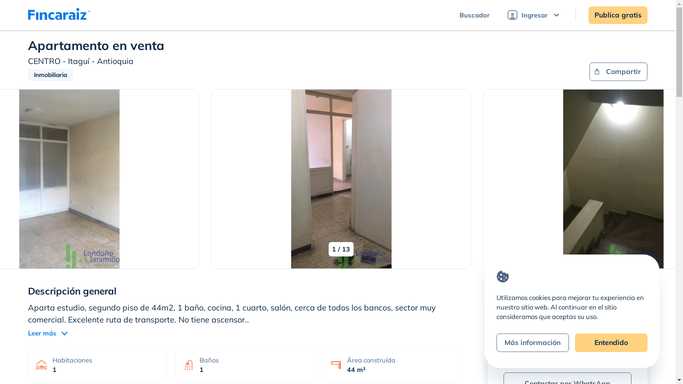 Fincaraiz
Buscador
Ingresar
Publica gratis
Apartamento en venta
CENTRO - Itaguí - Antioquia
Inmobiliaria
Compartir
1 / 13
Descripción general
Aparta estudio, segundo piso de 44m2, 1 baño, cocina, 1 cuarto, salón, cerca de todos los bancos, sector muy
comercial. Excelente ruta de transporte. No tiene ascensor...
Leer más
Habitaciones
1
Baños
1
Área construida
44 m²
Utilizamos cookies para mejorar tu experiencia en
nuestro sitio web. Al continuar en el sitio
consideramos que aceptas su uso.
Más información
Entendido
Contactar por WhatsApp